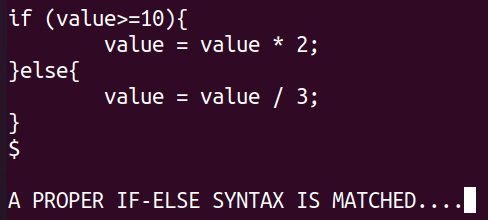 if (value>=10){
        value = value * 2;
}else{
        value = value / 3;
}
$
A PROPER IF-ELSE SYNTAX IS MATCHED....